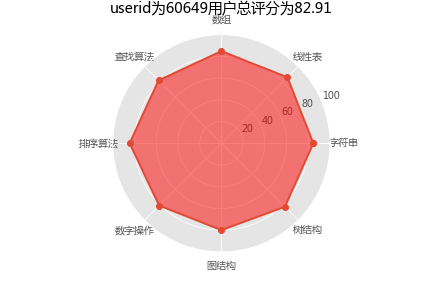 userid为60649用户总评分为82.91
数组
查找算法
线性表
100
80
60
40
20
排序算法
字符串
数字操作
树结构
图结构